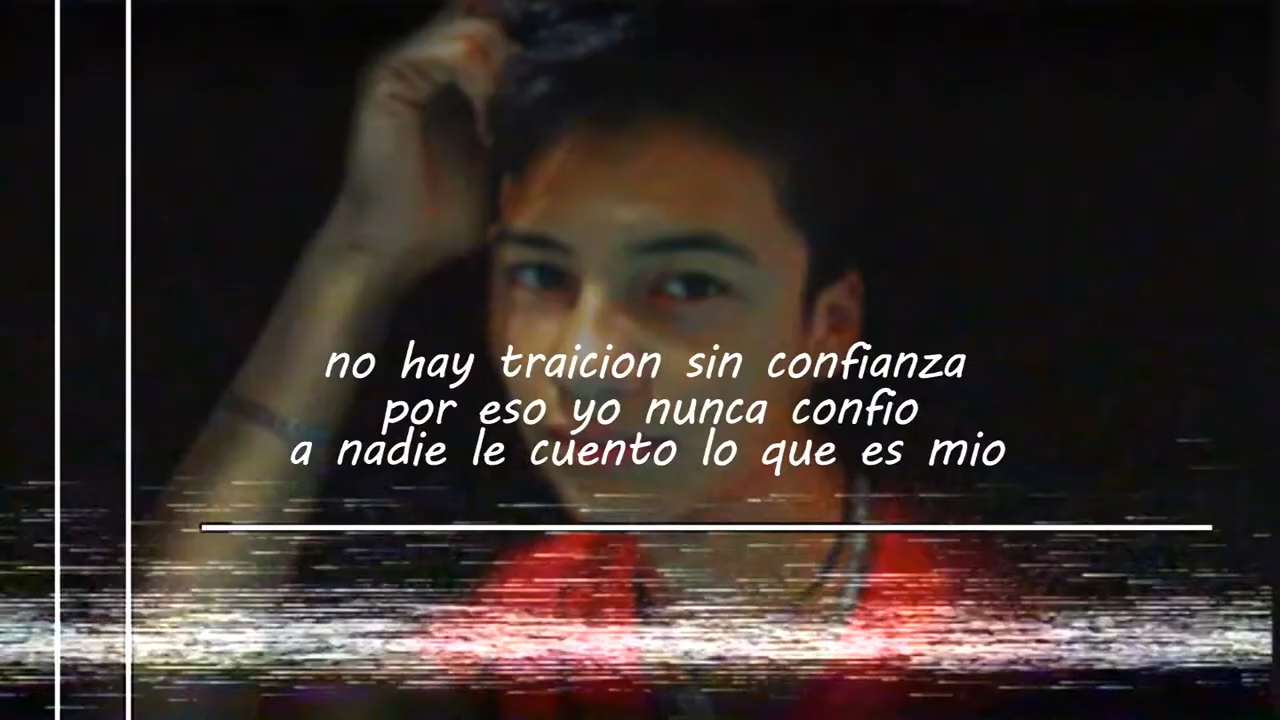 no hay traicion sin confianza
por eso yo nunca confio
a nadie le cuento lo que es mio